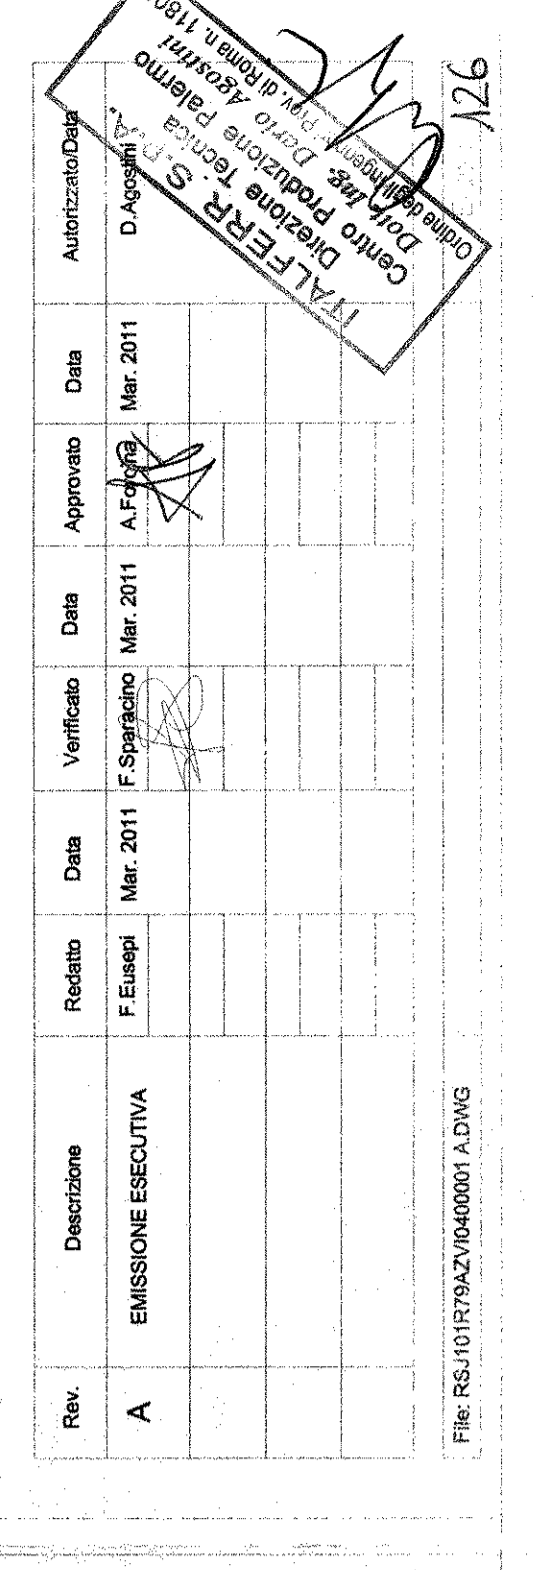 Rev. Descrizione Redatto Data Verificato Data Approvato Data Autorizzato/Data
A EMISSIONE ESECUTIVA F.Eusepi Mar. 2011 F.Sparacino Mar. 2011 A.Forcina Mar. 2011 D.Agostini
ITALFERR S.p.A.
Direzione Tecnica
Centro Produzione Palermo
Dott. Ing. Dario Agostini
Ordine degli Ingegneri Prov. di Roma n. 1180
File: RSJ101R79AZVI0400001 A.DWG
126